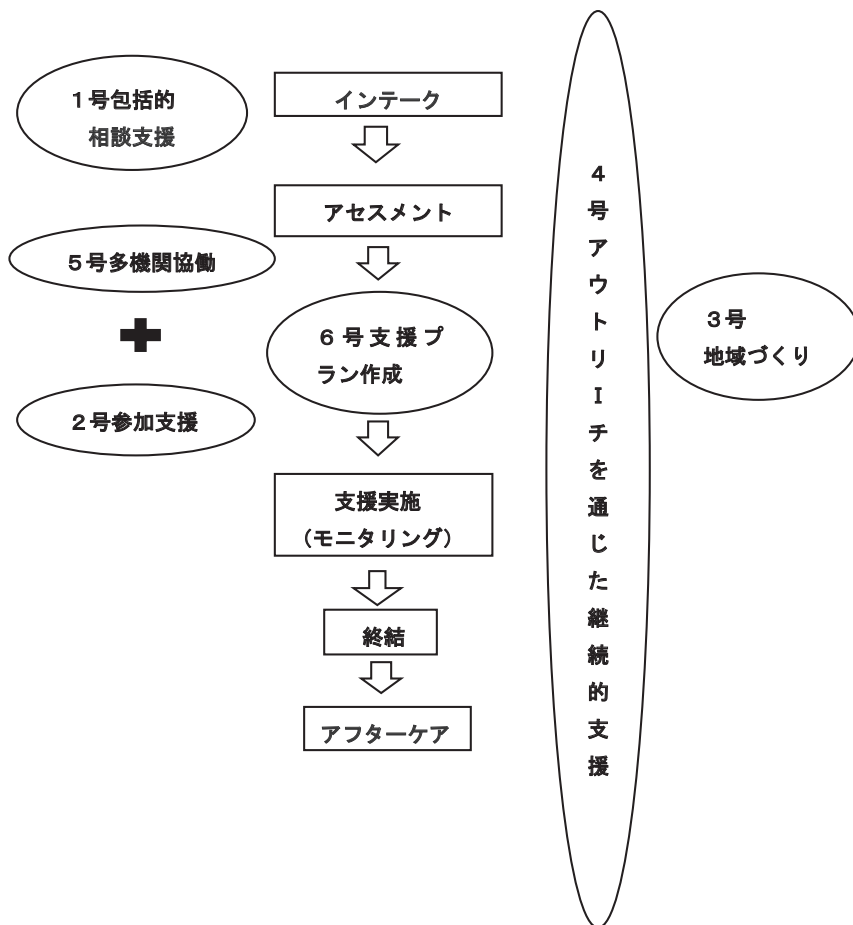 １号包括的
相談支援
インテーク
アセスメント
５号多機関協働
６号支援プ
ラン作成
２号参加支援
支援実施
（モニタリング）
終結
アフターケア
４号アウトリーチを通じた継続的支援
３号
地域づくり